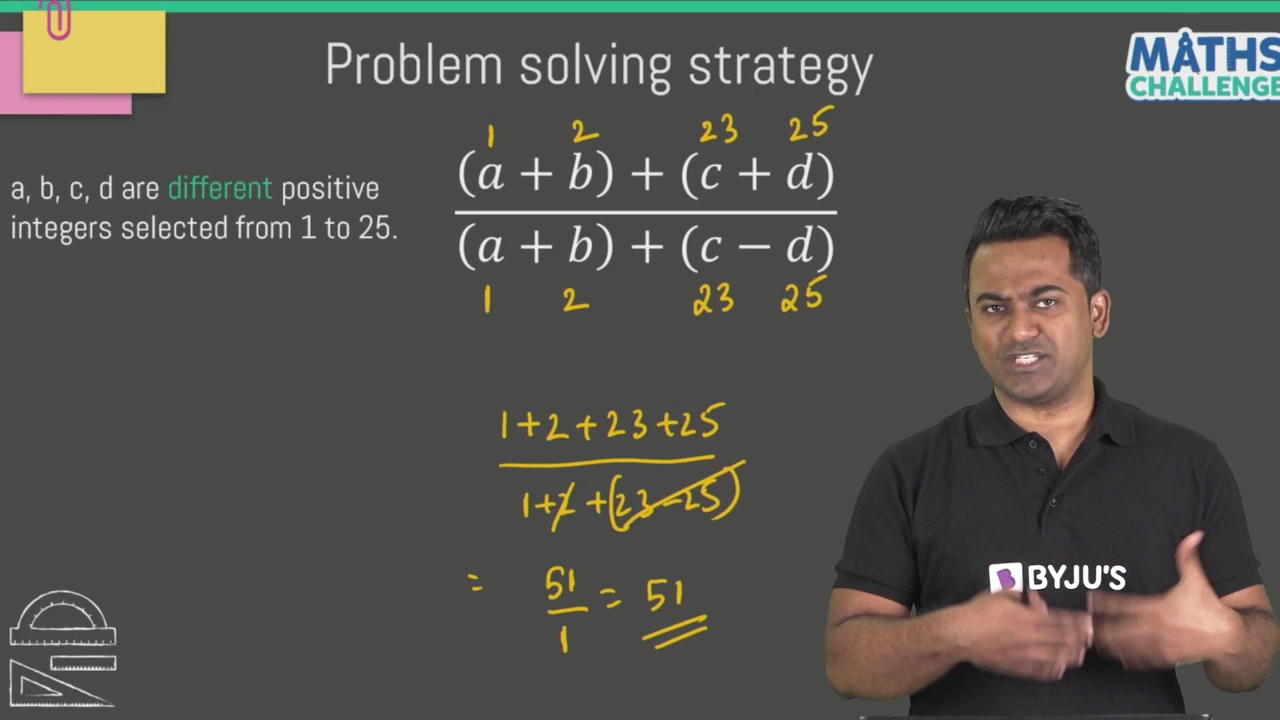 Problem solving strategy
MATHS
CHALLENGE
a, b, c, d are different positive
integers selected from 1 to 25.
1 2 23 25
(a + b) + (c + d)
(a + b) + (c − d)
1 2 23 25
1+2+23+25
1+2+(23-25)
= 51/1 = 51
BYJU'S